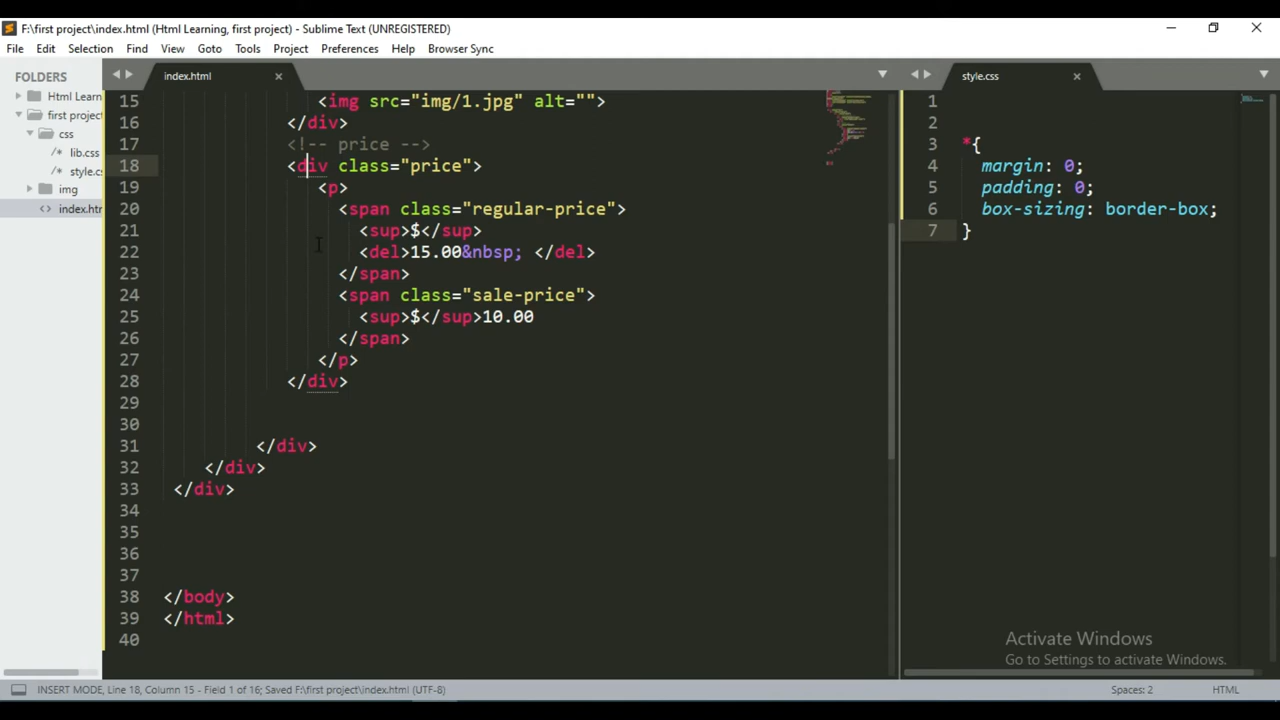 F:\first project\index.html (Html Learning, first project) - Sublime Text (UNREGISTERED)
File Edit Selection View Goto Tools Project Preferences Help Browser Sync
FOLDERS
Html Learn
first project
css
lib.css
style.cs
img
index.htm
index.html
15 <img src="img/1.jpg" alt="">
16 </div>
17 <!-- price -->
18 <div class="price">
19 <p>
20 <span class="regular-price">
21 <sup>$</sup>
22 <del>15.00&nbsp; </del>
23 </span>
24 <span class="sale-price">
25 <sup>$</sup>10.00
26 </span>
27 </p>
28 </div>
29
30
31 </div>
32 </div>
33 </div>
34
35
36
37
38 </body>
39 </html>
40
style.css
1
2
3 *{
4 margin: 0;
5 padding: 0;
6 box-sizing: border-box;
7 }
Activate Windows
Go to Settings to activate Windows.
INSERT MODE, Line 18, Column 15 - Field 1 of 16; Saved F:\first project\index.html (UTF-8)
Spaces: 2
HTML